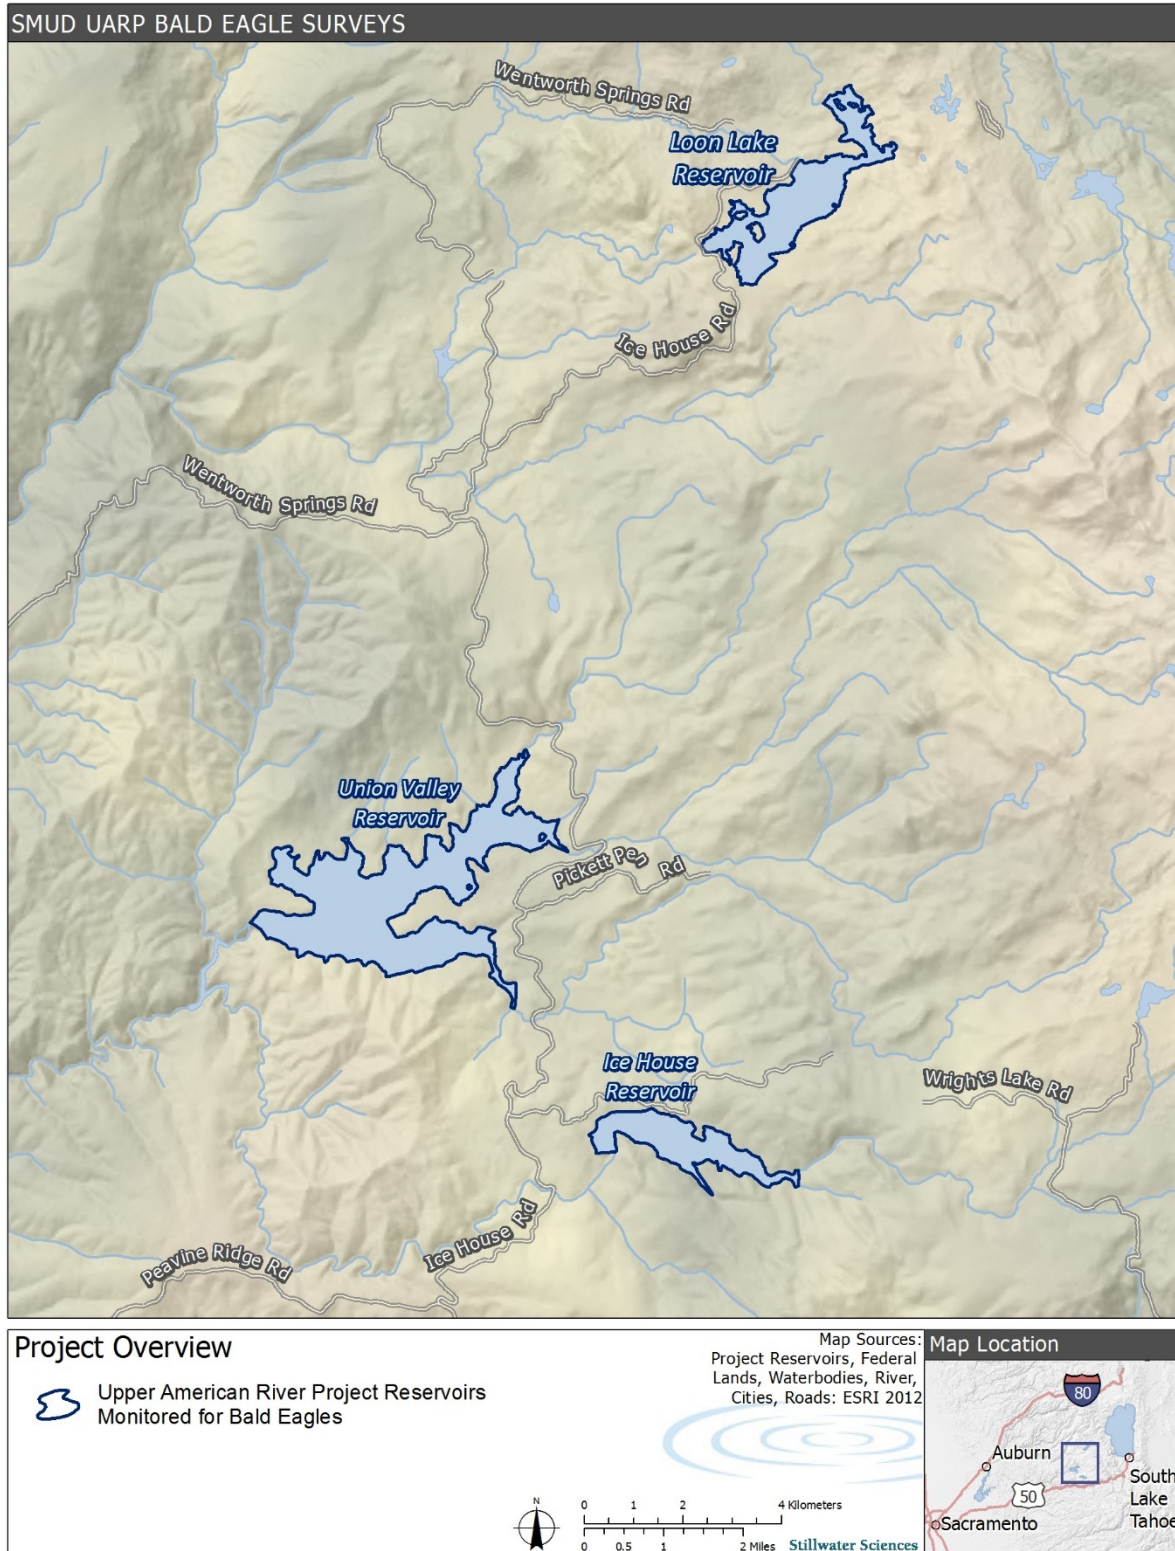 SMUD UARP BALD EAGLE SURVEYS
Wentworth Springs Rd
Loon Lake
Reservoir
Ice House Rd
Wentworth Springs Rd
Union Valley
Reservoir
Pickett Pen Rd
Ice House
Reservoir
Wrights Lake Rd
Ice House Rd
Peavine Ridge Rd
Project Overview
Upper American River Project Reservoirs
Monitored for Bald Eagles
Map Sources:
Project Reservoirs, Federal
Lands, Waterbodies, River,
Cities, Roads: ESRI 2012
N
0 1 2 4 Kilometers
0 0.5 1 2 Miles
Stillwater Sciences
Map Location
80
Auburn
50
South
Lake
Tahoe
Sacramento